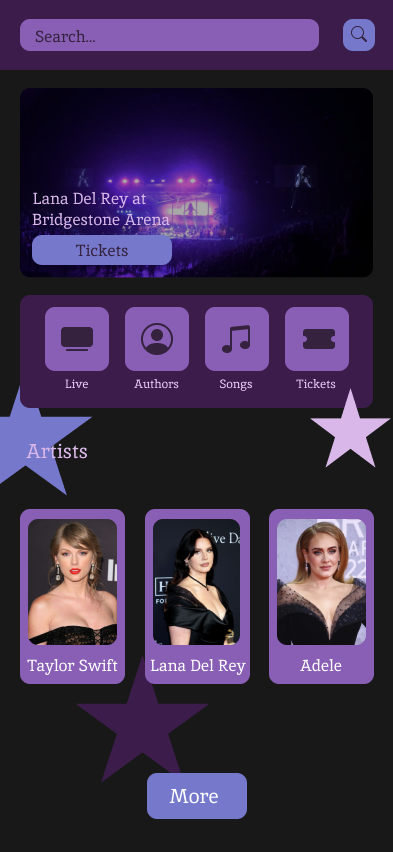 Search...
Lana Del Rey at
Bridgestone Arena
Tickets
Live
Authors
Songs
Tickets
Artists
Taylor Swift
Lana Del Rey
Adele
More